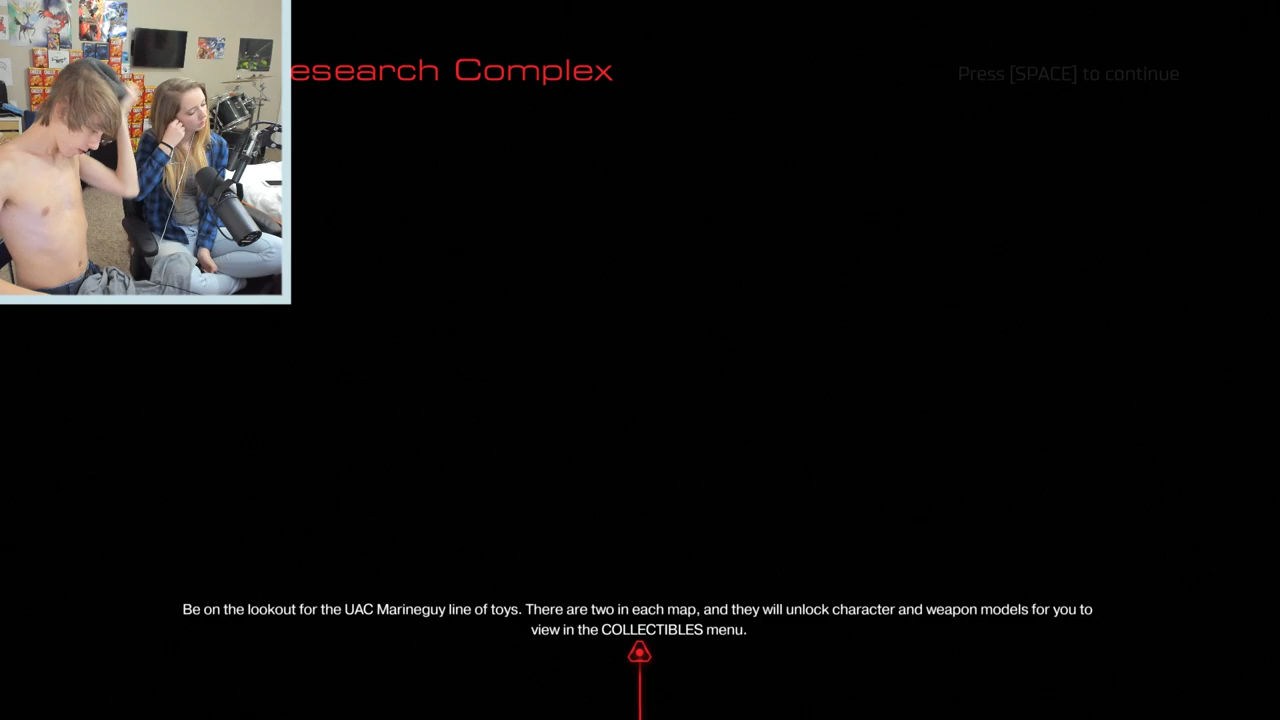 esearch Complex
Press [SPACE] to continue
Be on the lookout for the UAC Marineguy line of toys. There are two in each map, and they will unlock character and weapon models for you to
view in the COLLECTIBLES menu.